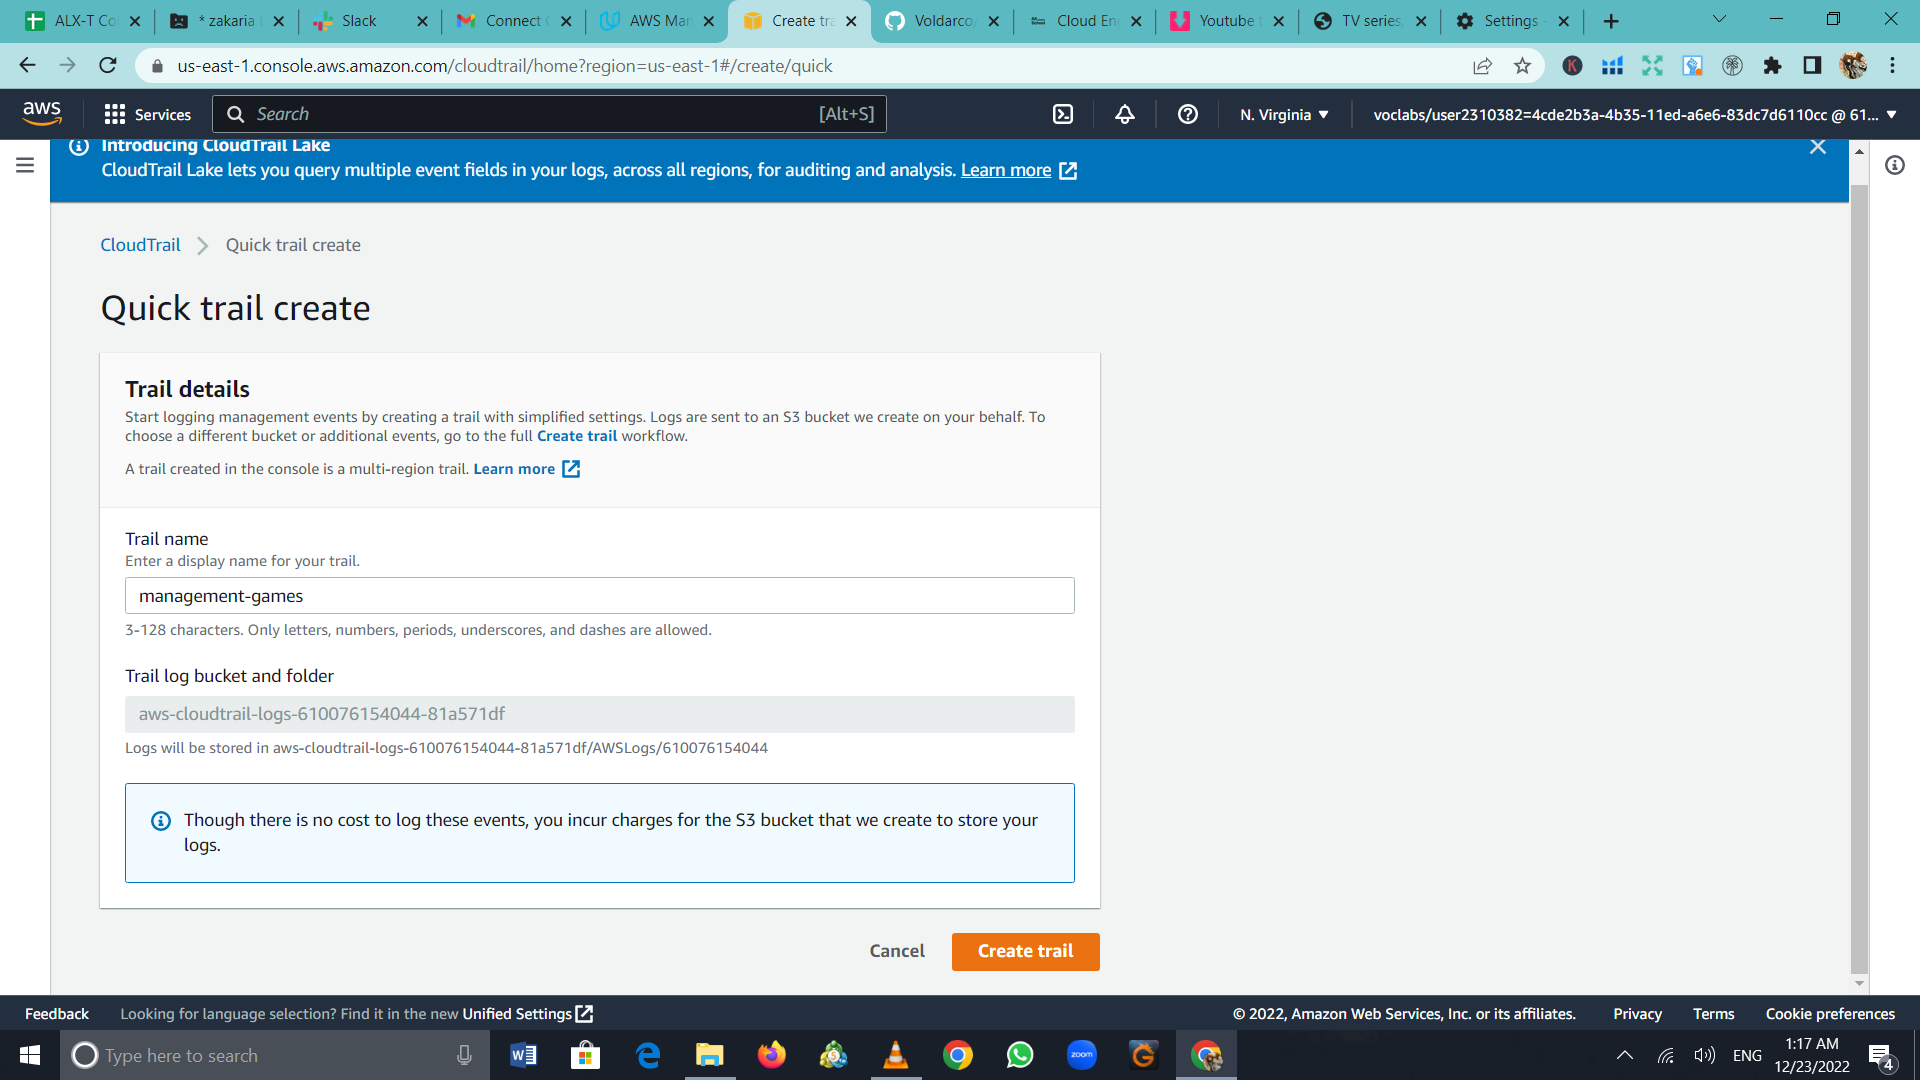 ALX-T Co
* zakaria
Slack
Connect
AWS Mar
Create tra
Voldarco/
Cloud En
Youtube t
TV series,
Settings -
us-east-1.console.aws.amazon.com/cloudtrail/home?region=us-east-1#/create/quick
K
aws
Services
Search
[Alt+S]
N. Virginia
voclabs/user2310382=4cde2b3a-4b35-11ed-a6e6-83dc7d6110cc @ 61...
Introducing CloudTrail Lake
CloudTrail Lake lets you query multiple event fields in your logs, across all regions, for auditing and analysis. Learn more
CloudTrail
Quick trail create
Quick trail create
Trail details
Start logging management events by creating a trail with simplified settings. Logs are sent to an S3 bucket we create on your behalf. To
choose a different bucket or additional events, go to the full Create trail workflow.
A trail created in the console is a multi-region trail. Learn more
Trail name
Enter a display name for your trail.
management-games
3-128 characters. Only letters, numbers, periods, underscores, and dashes are allowed.
Trail log bucket and folder
aws-cloudtrail-logs-610076154044-81a571df
Logs will be stored in aws-cloudtrail-logs-610076154044-81a571df/AWSLogs/610076154044
Though there is no cost to log these events, you incur charges for the S3 bucket that we create to store your
logs.
Cancel
Create trail
Feedback
Looking for language selection? Find it in the new Unified Settings
© 2022, Amazon Web Services, Inc. or its affiliates.
Privacy
Terms
Cookie preferences
Type here to search
zoom
ENG
1:17 AM
12/23/2022
4